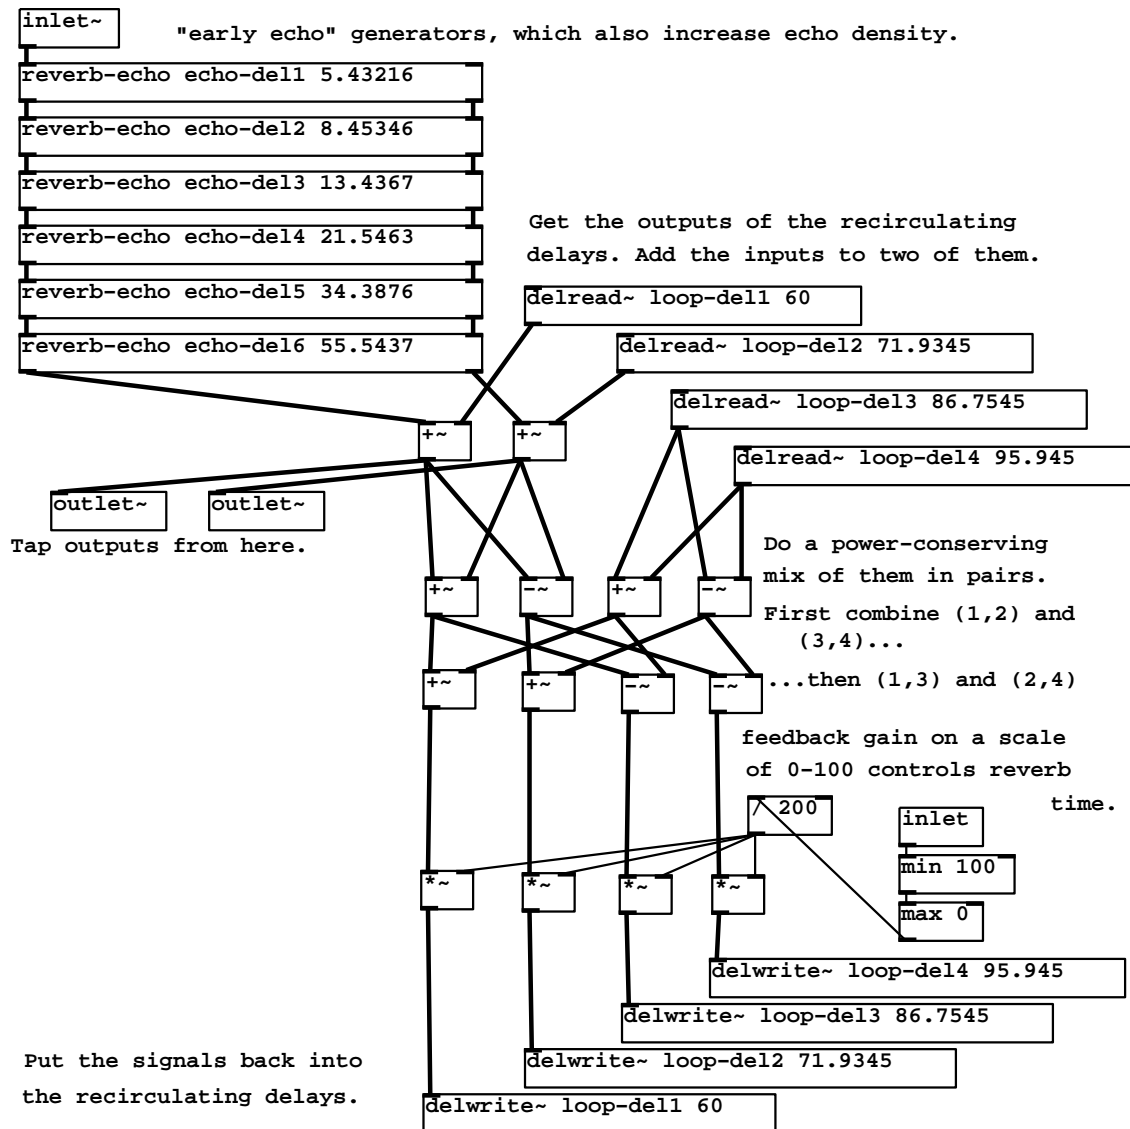 inlet~
"early echo" generators, which also increase echo density.
reverb-echo echo-del1 5.43216
reverb-echo echo-del2 8.45346
reverb-echo echo-del3 13.4367
reverb-echo echo-del4 21.5463
reverb-echo echo-del5 34.3876
reverb-echo echo-del6 55.5437
Get the outputs of the recirculating
delays. Add the inputs to two of them.
delread~ loop-del1 60
delread~ loop-del2 71.9345
delread~ loop-del3 86.7545
delread~ loop-del4 95.945
+~ +~
outlet~ outlet~
Tap outputs from here.
Do a power-conserving
mix of them in pairs.
+~ -~ +~ -~
First combine (1,2) and
(3,4)...
+~ +~ -~ -~
...then (1,3) and (2,4)
feedback gain on a scale
of 0-100 controls reverb
time.
/ 200
inlet
min 100
max 0
*~ *~ *~ *~
delwrite~ loop-del4 95.945
delwrite~ loop-del3 86.7545
delwrite~ loop-del2 71.9345
delwrite~ loop-del1 60
Put the signals back into
the recirculating delays.